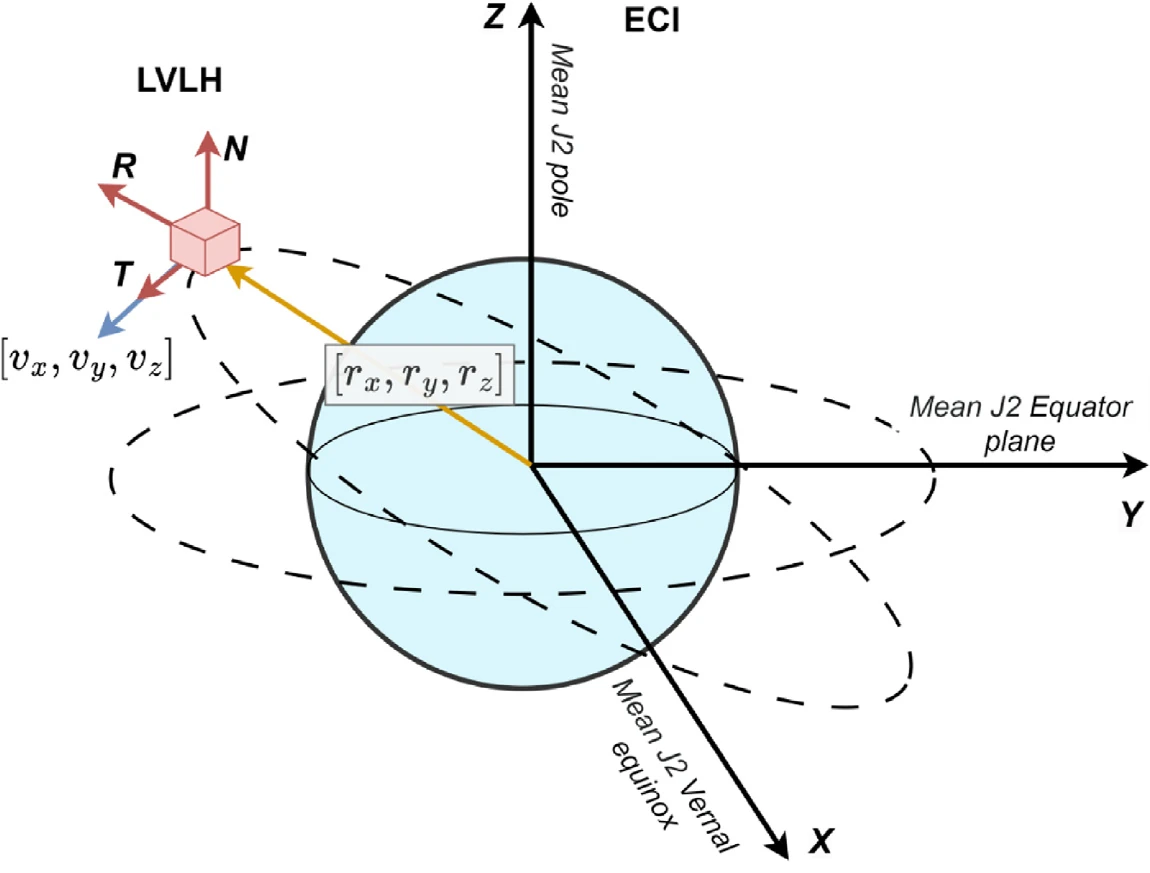 Z
ECI
Mean J2 pole
LVLH
N
R
T
[v_x, v_y, v_z]
[r_x, r_y, r_z]
Mean J2 Equator
plane
Y
Mean J2 Vernal
equinox
X